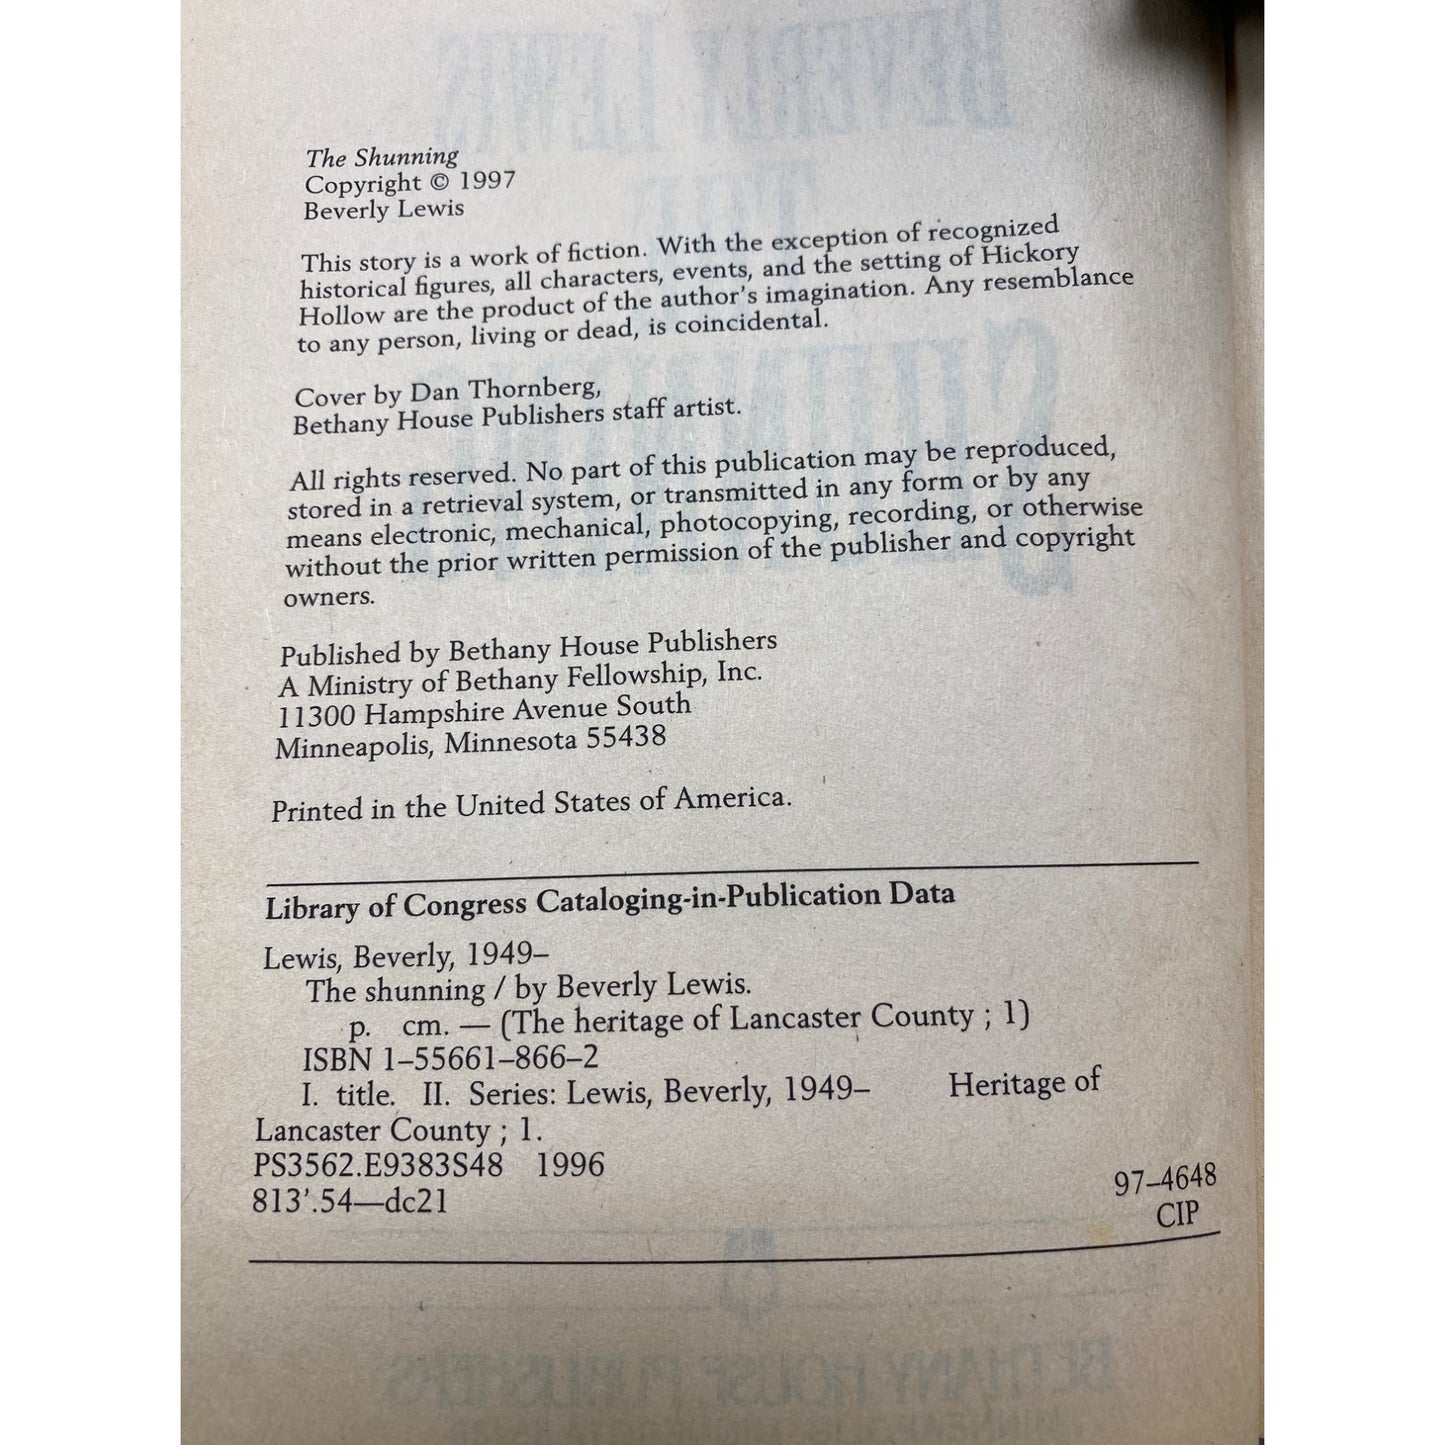 The Shunning
Copyright © 1997
Beverly Lewis
This story is a work of fiction. With the exception of recognized
historical figures, all characters, events, and the setting of Hickory
Hollow are the product of the author's imagination. Any resemblance
to any person, living or dead, is coincidental.
Cover by Dan Thornberg,
Bethany House Publishers staff artist.
All rights reserved. No part of this publication may be reproduced,
stored in a retrieval system, or transmitted in any form or by any
means electronic, mechanical, photocopying, recording, or otherwise
without the prior written permission of the publisher and copyright
owners.
Published by Bethany House Publishers
A Ministry of Bethany Fellowship, Inc.
11300 Hampshire Avenue South
Minneapolis, Minnesota 55438
Printed in the United States of America.
Library of Congress Cataloging-in-Publication Data
Lewis, Beverly, 1949–
The shunning / by Beverly Lewis.
p. cm. — (The heritage of Lancaster County ; 1)
ISBN 1–55661–866–2
I. title. II. Series: Lewis, Beverly, 1949– Heritage of
Lancaster County ; 1.
PS3562.E9383S48 1996
813'.54—dc21
97–4648
CIP